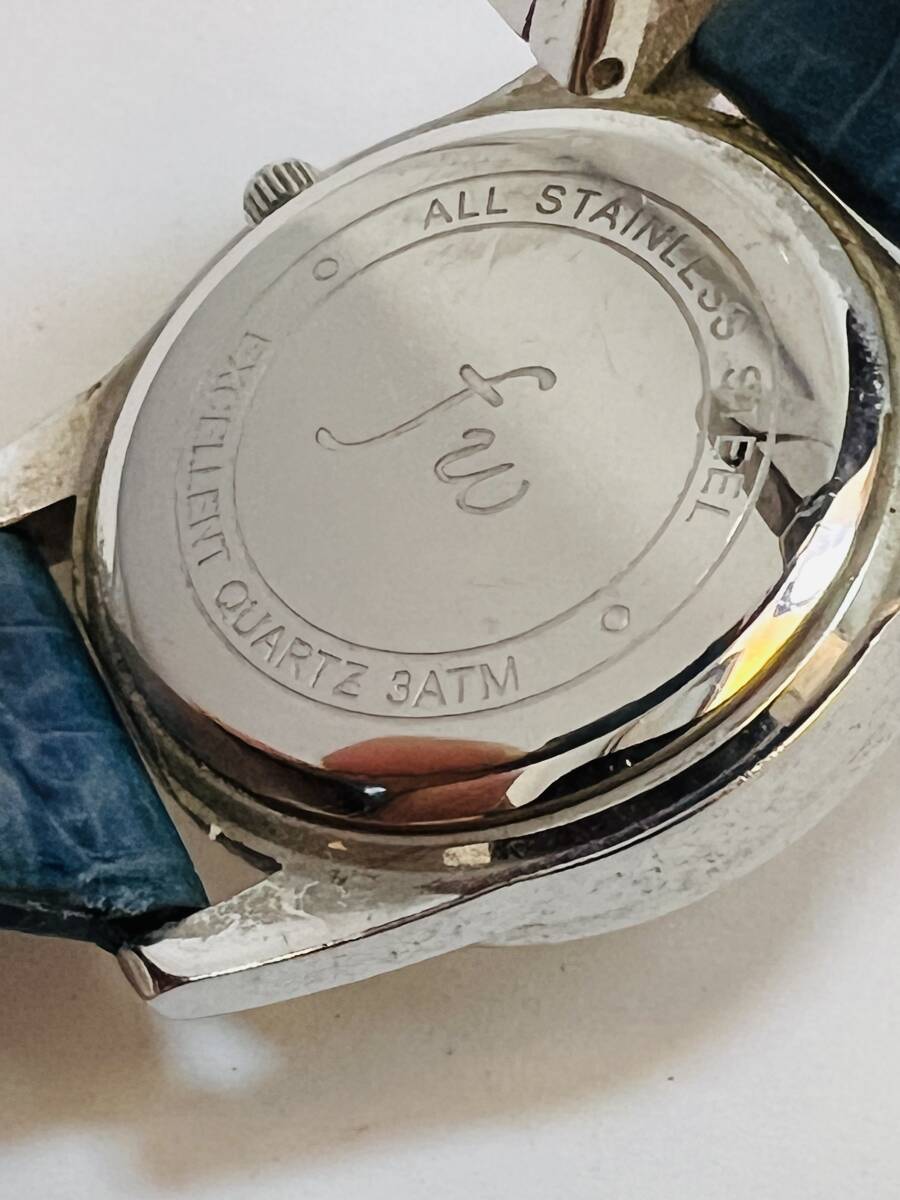 ALL STAINLESS STEEL
fw
EXCELLENT QUARTZ 3ATM